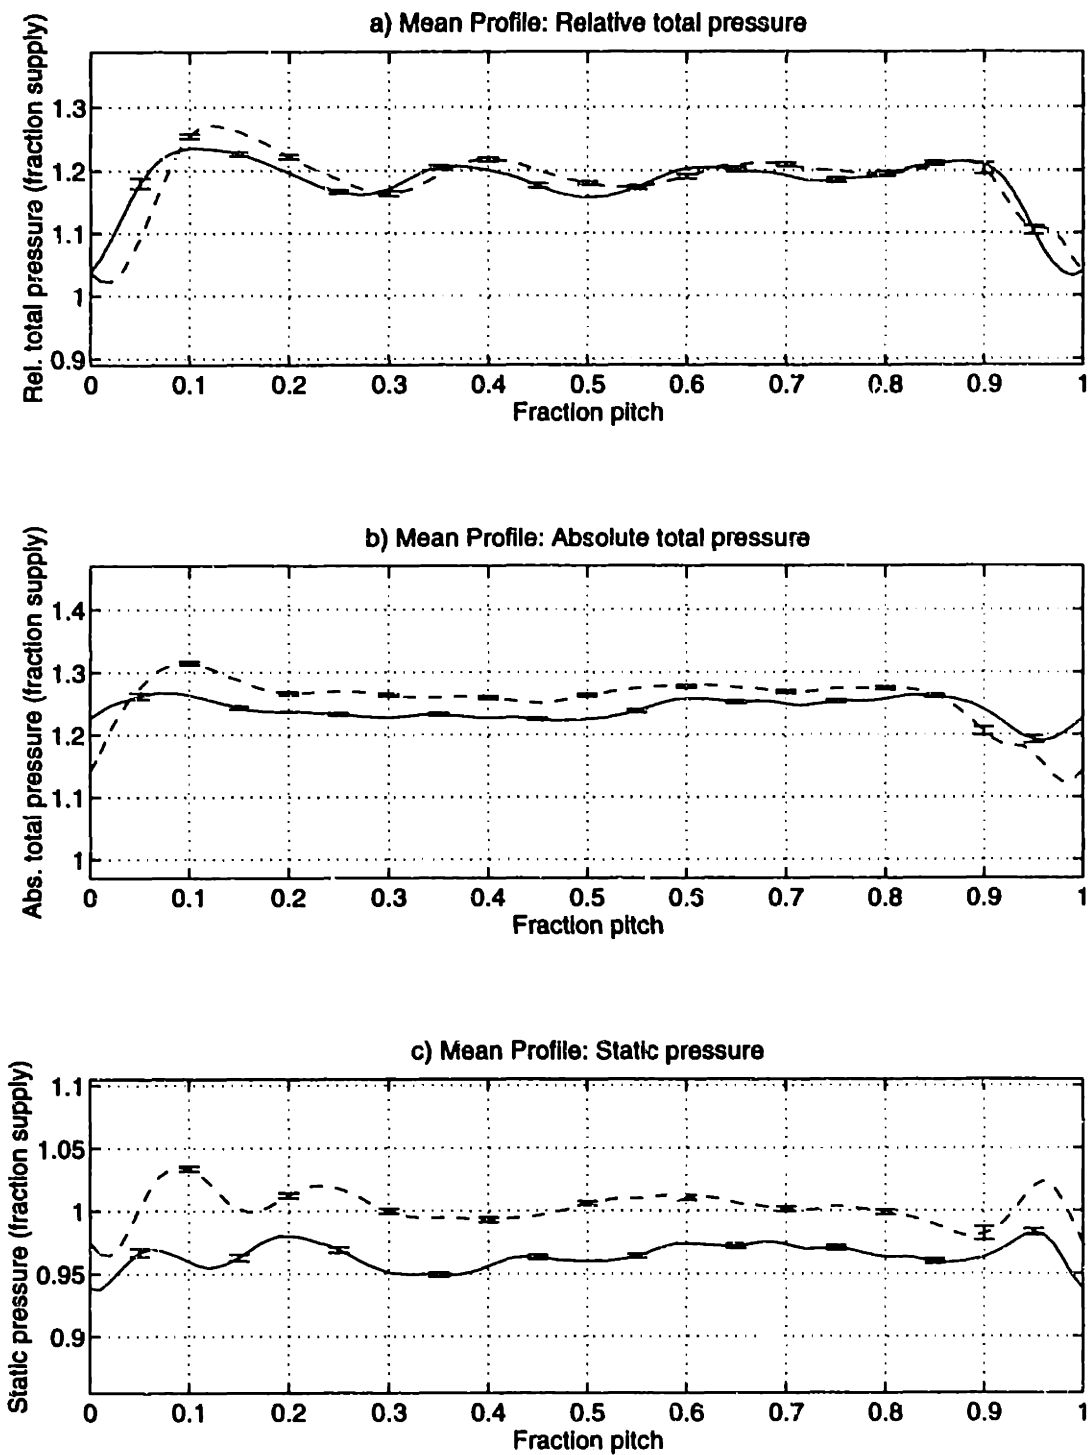 a) Mean Profile: Relative total pressure
Rel. total pressure (fraction supply)
1.3
1.2
1.1
1
0.9
0 0.1 0.2 0.3 0.4 0.5 0.6 0.7 0.8 0.9 1
Fraction pitch
b) Mean Profile: Absolute total pressure
Abs. total pressure (fraction supply)
1.4
1.3
1.2
1.1
1
0 0.1 0.2 0.3 0.4 0.5 0.6 0.7 0.8 0.9 1
Fraction pitch
c) Mean Profile: Static pressure
Static pressure (fraction supply)
1.1
1.05
1
0.95
0.9
0 0.1 0.2 0.3 0.4 0.5 0.6 0.7 0.8 0.9 1
Fraction pitch